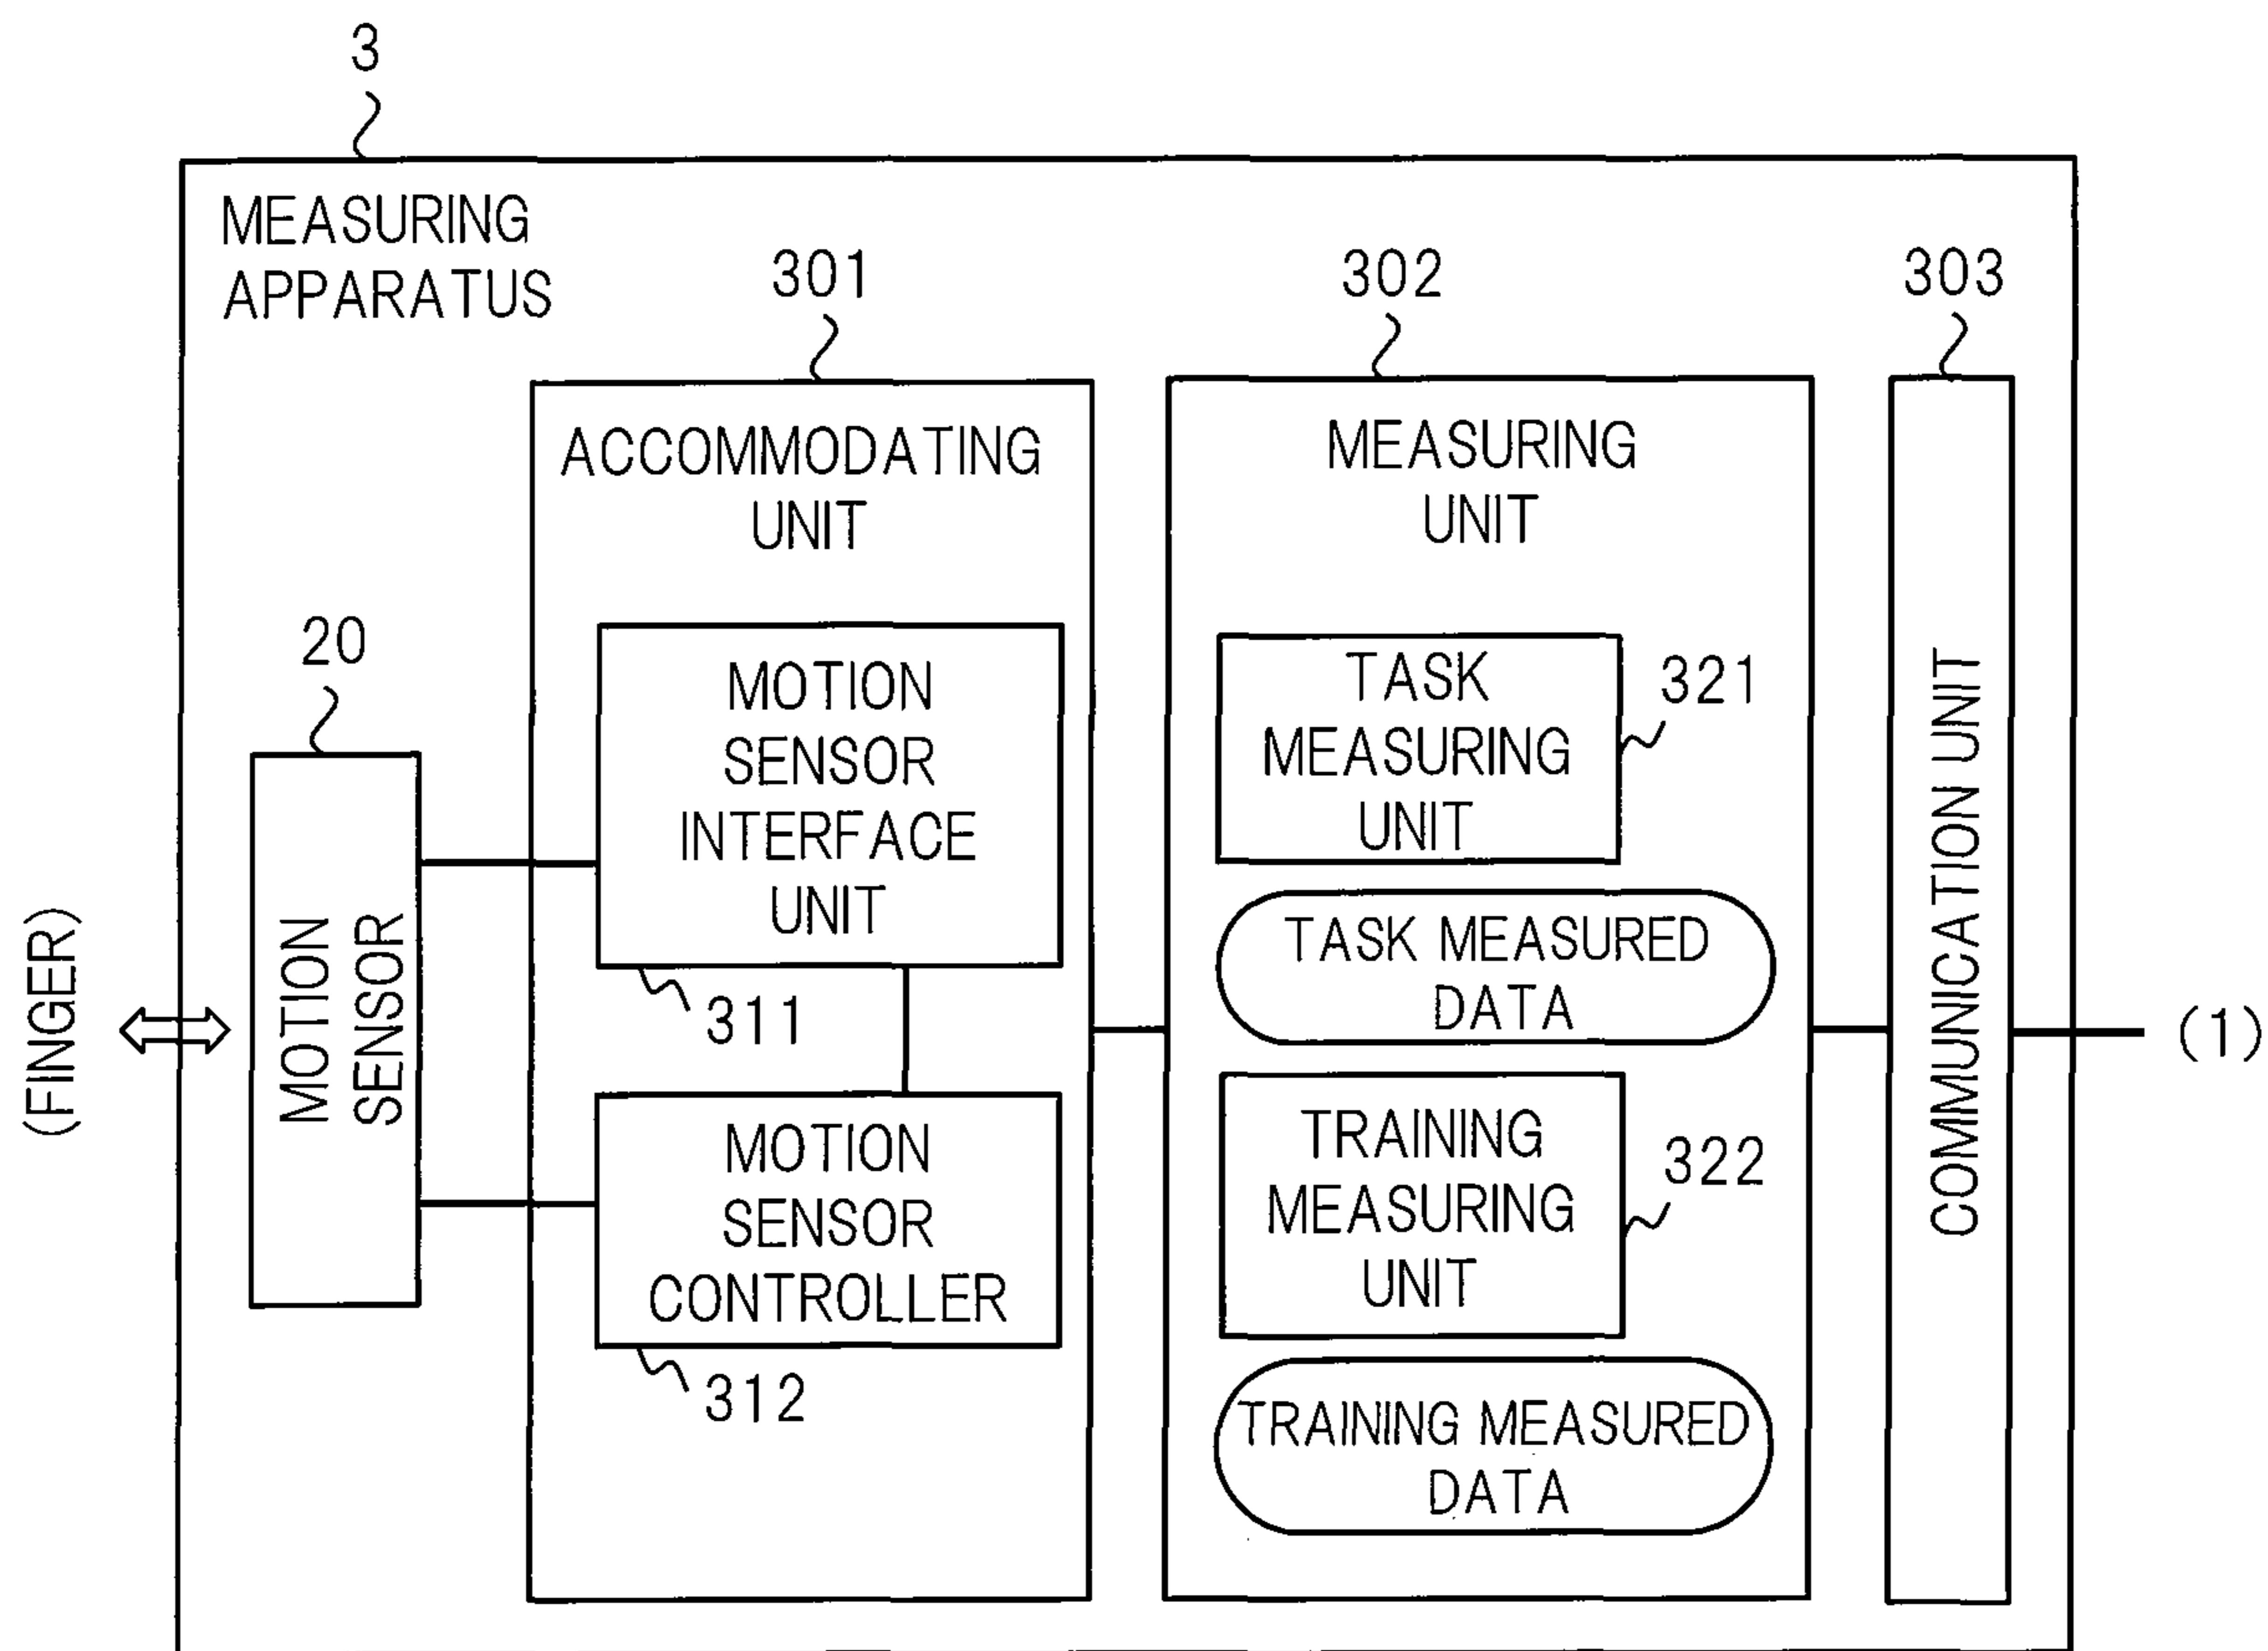 3
MEASURING
APPARATUS
301
302
303
ACCOMMODATING
UNIT
MEASURING
UNIT
20
MOTION
SENSOR
INTERFACE
UNIT
311
TASK
MEASURING
UNIT
321
TASK MEASURED
DATA
(FINGER)
MOTION
SENSOR
MOTION
SENSOR
CONTROLLER
312
TRAINING
MEASURING
UNIT
322
TRAINING MEASURED
DATA
COMMUNICATION UNIT
(1)